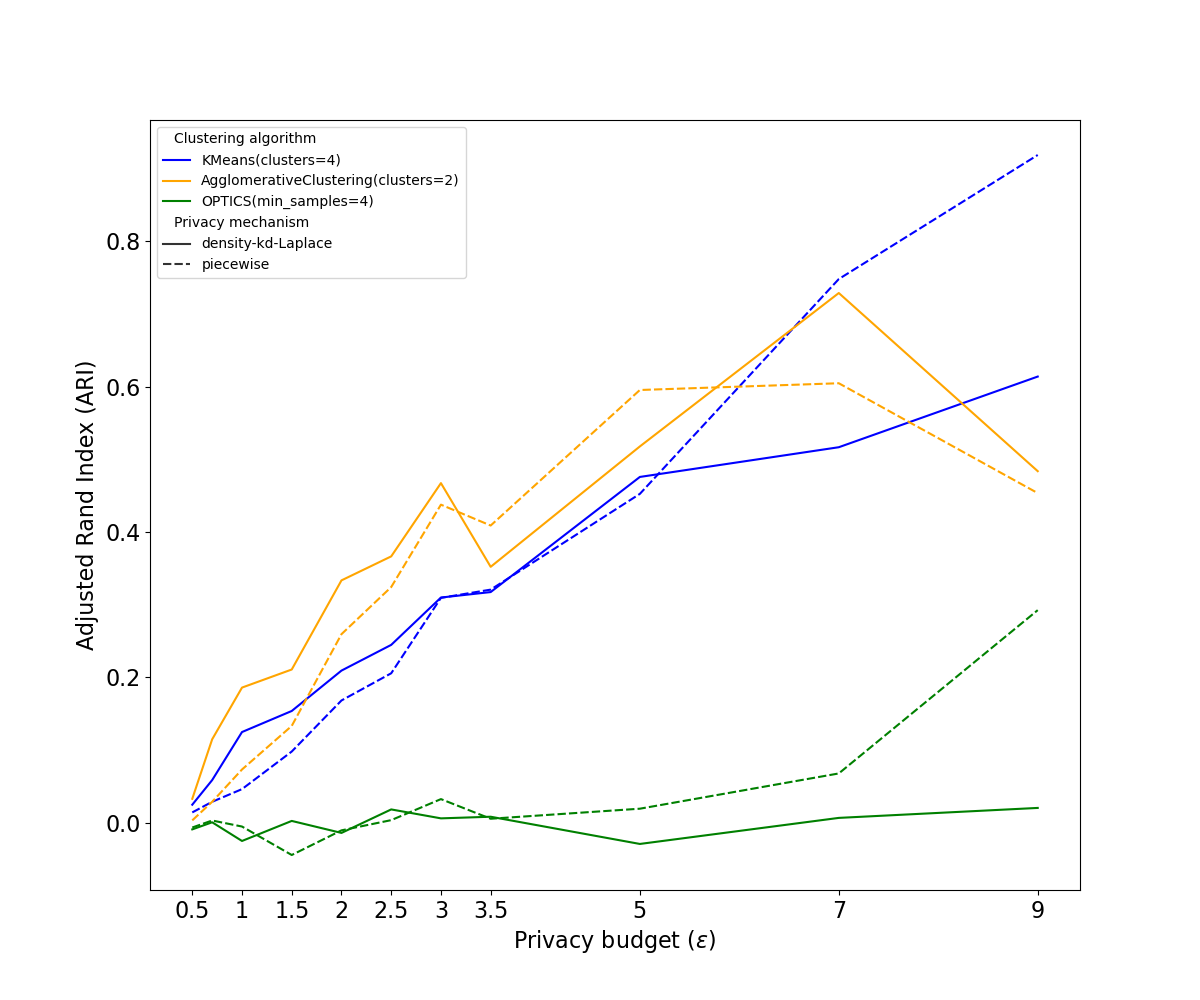 Clustering algorithm
KMeans(clusters=4)
AgglomerativeClustering(clusters=2)
OPTICS(min_samples=4)
Privacy mechanism
density-kd-Laplace
piecewise
0.8
0.6
0.4
0.2
0.0
Adjusted Rand Index (ARI)
0.5 1 1.5 2 2.5 3 3.5 5 7 9
Privacy budget (ε)